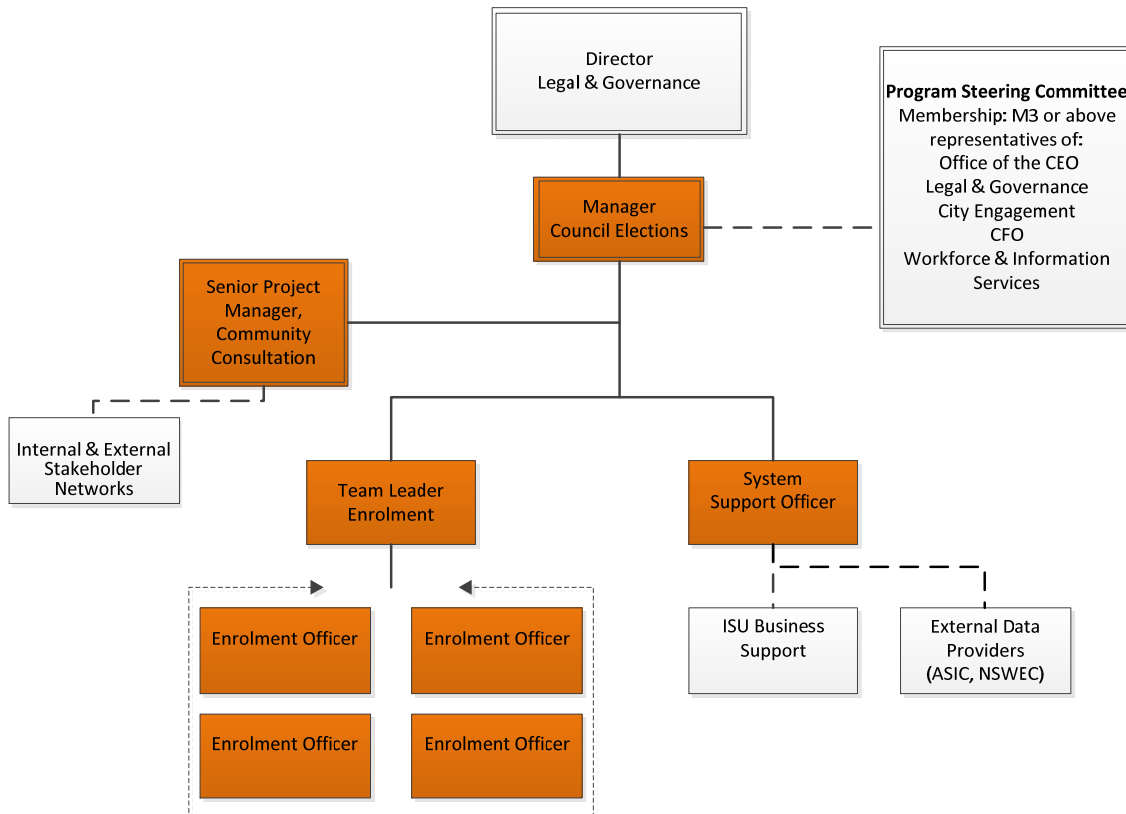 Director
Legal & Governance
Program Steering Committee
Membership: M3 or above
representatives of:
Office of the CEO
Legal & Governance
City Engagement
CFO
Workforce & Information
Services
Manager
Council Elections
Senior Project
Manager,
Community
Consultation
Internal & External
Stakeholder
Networks
Team Leader
Enrolment
System
Support Officer
Enrolment Officer
Enrolment Officer
ISU Business
Support
External Data
Providers
(ASIC, NSWEC)
Enrolment Officer
Enrolment Officer